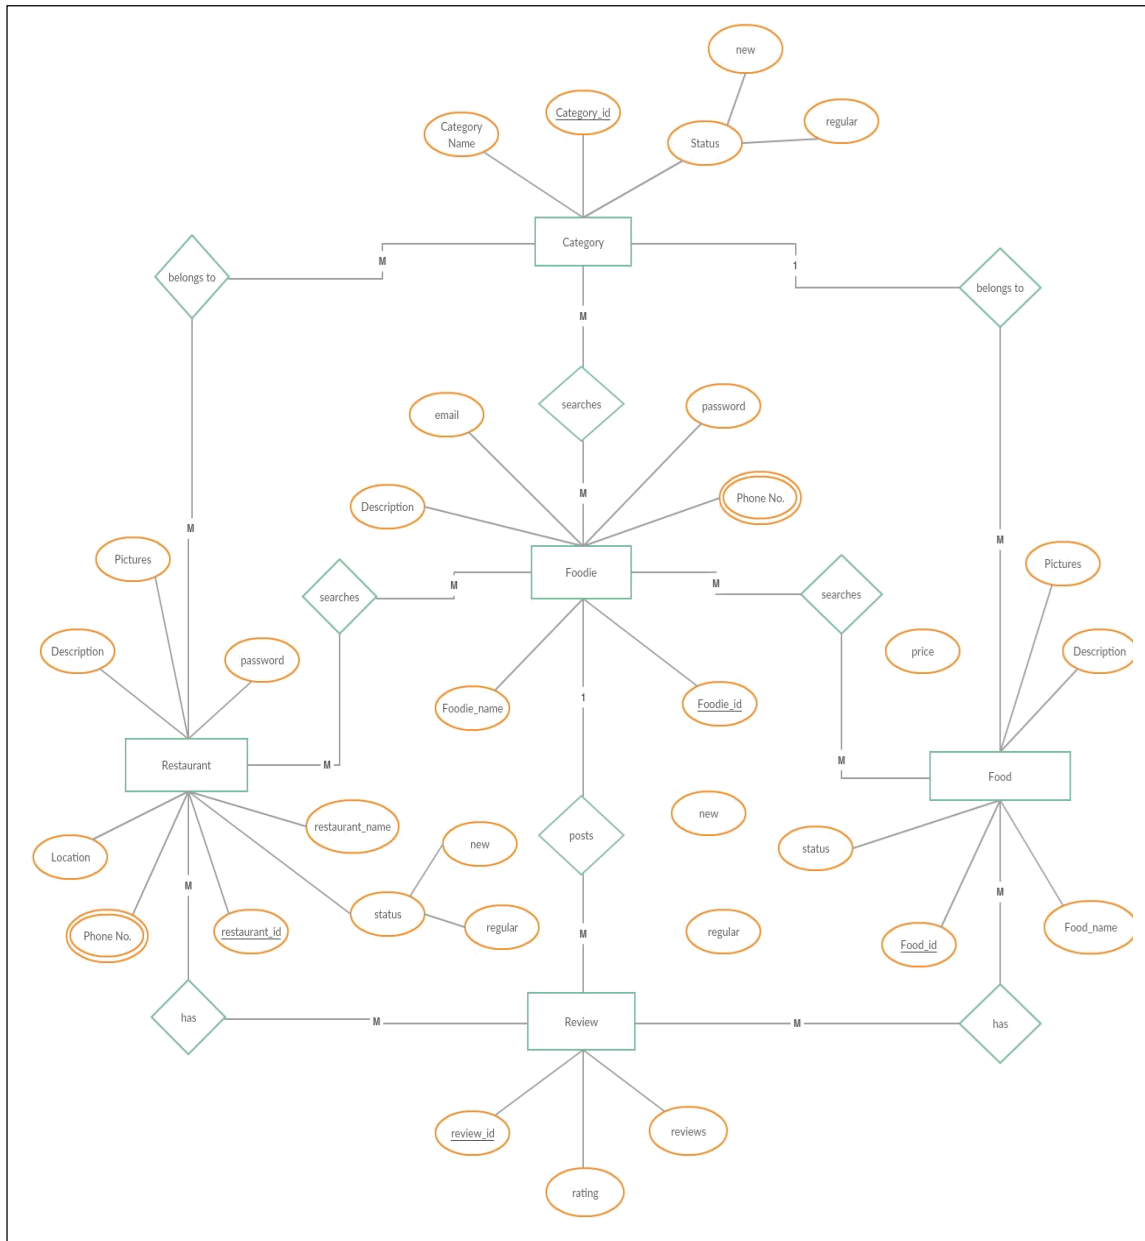 new
Category_id
regular
Category
Name
Status
Category
M
1
belongs to
belongs to
M
searches
email
password
M
Description
Phone No.
M
M
Pictures
Foodie
Pictures
M
M
searches
searches
Description
password
price
Description
Foodie_name
1
Foodie_id
Restaurant
M
M
Food
restaurant_name
new
Location
new
posts
status
M
M
status
Phone No.
restaurant_id
regular
regular
M
Food_id
Food_name
has
M
Review
M
has
review_id
reviews
rating